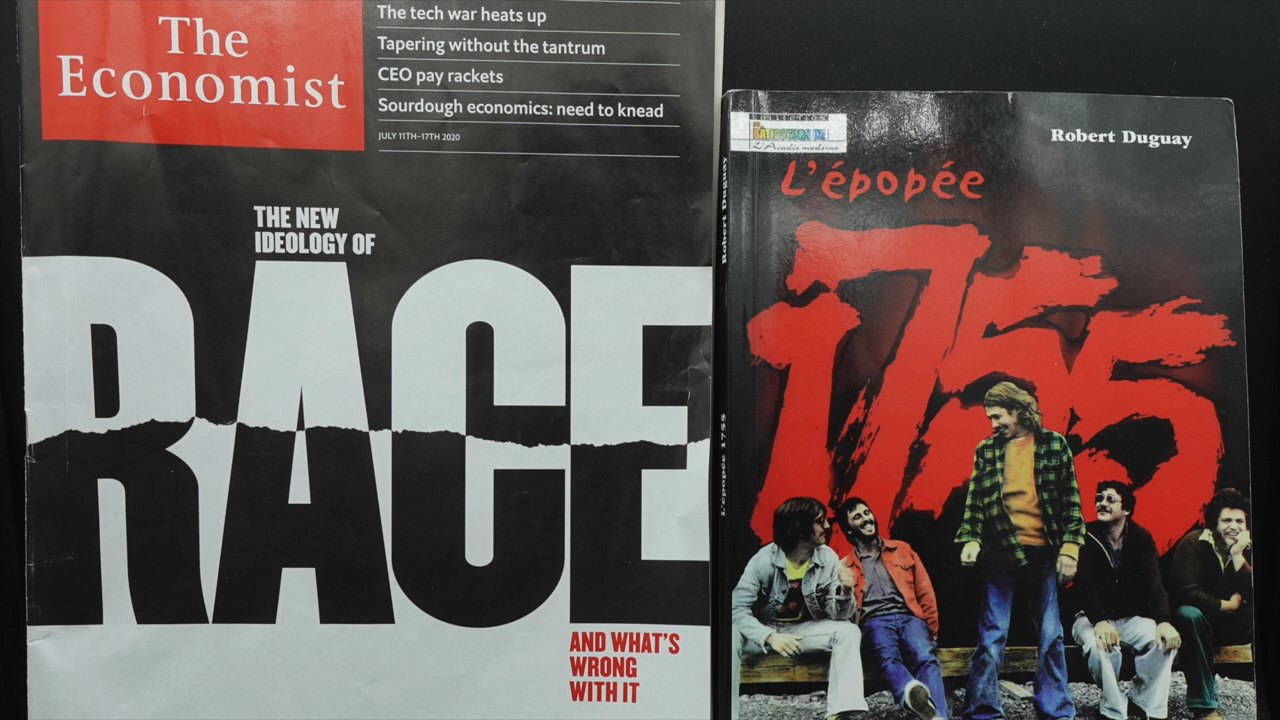 The
Economist
The tech war heats up
Tapering without the tantrum
CEO pay rackets
Sourdough economics: need to knead
JULY 11TH–17TH 2020
THE NEW
IDEOLOGY OF
RACE
AND WHAT'S
WRONG
WITH IT
COLLECTION
L'Acadie moderne
Robert Duguay
L'épopée
1755
Robert Duguay
L'épopée 1755